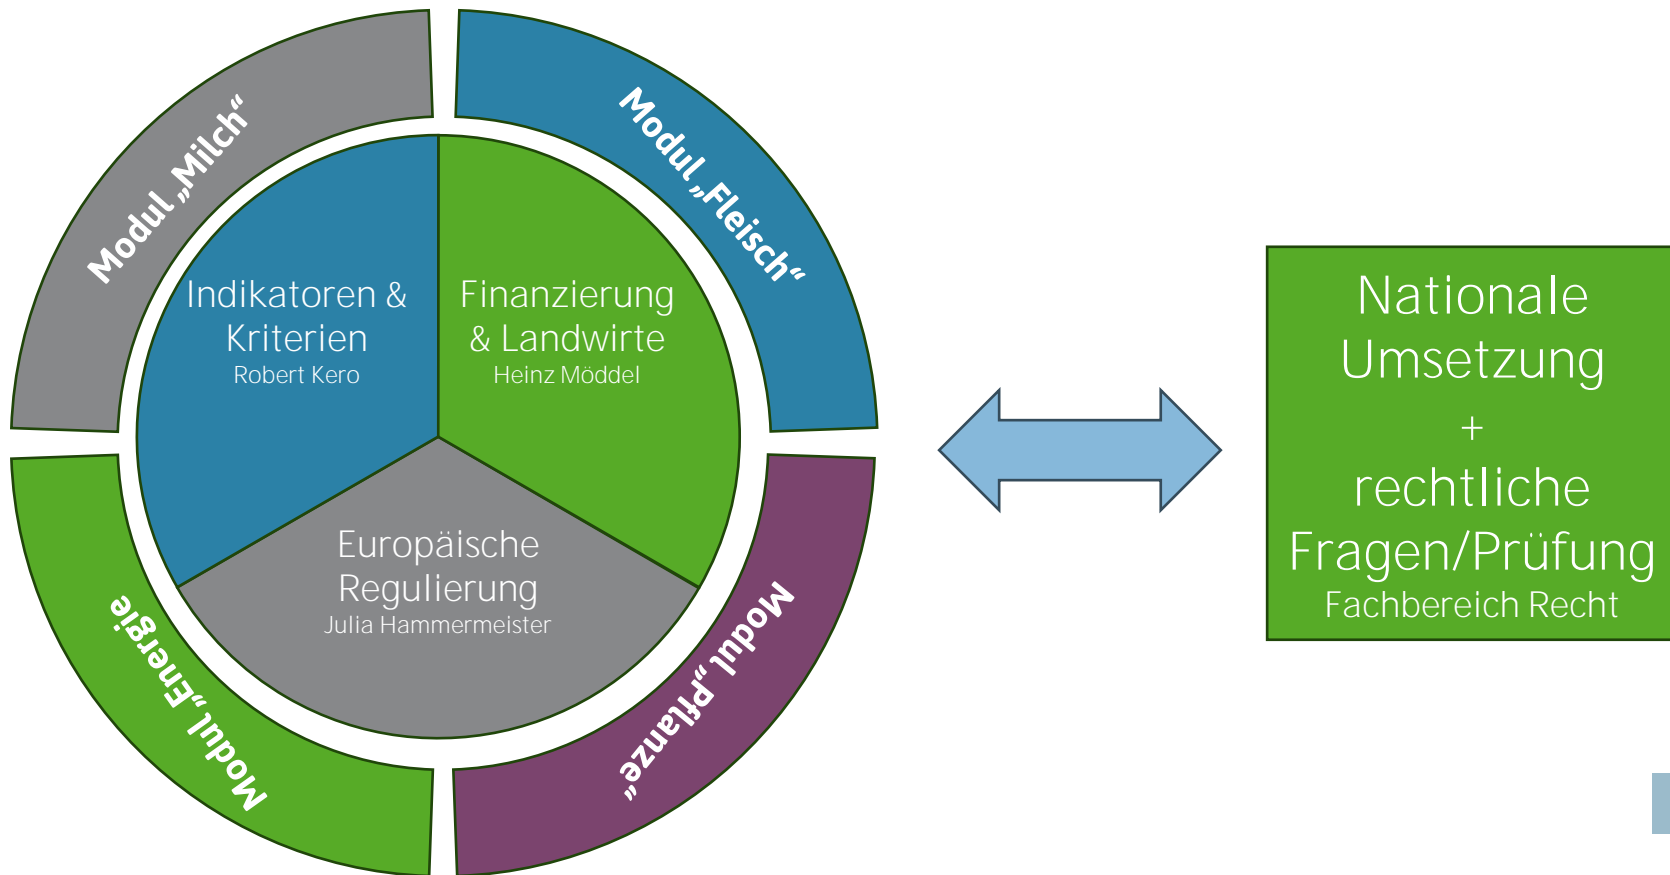 Modul „Milch“
Modul „Fleisch“
Indikatoren &
Kriterien
Robert Kero
Finanzierung
& Landwirte
Heinz Möddel
Europäische
Regulierung
Julia Hammermeister
Modul „Energie
Modul „Pflanze“
Nationale
Umsetzung
+
rechtliche
Fragen/Prüfung
Fachbereich Recht